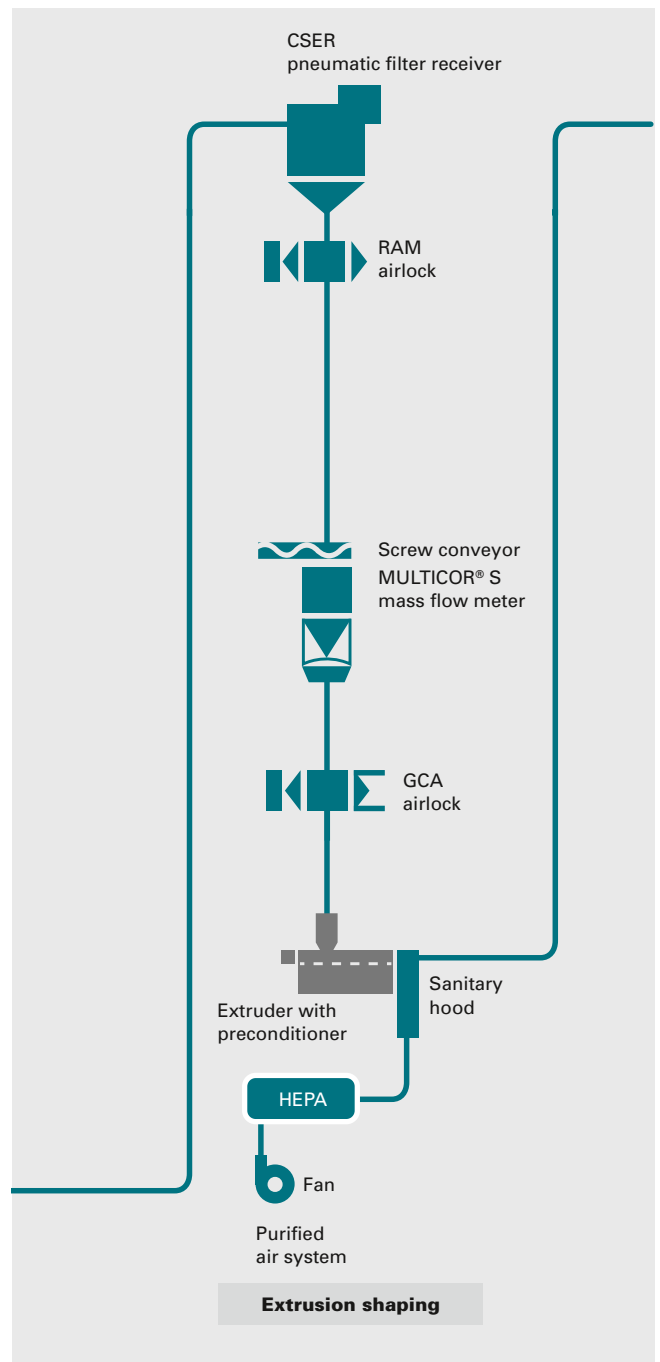 CSER
pneumatic filter receiver
RAM
airlock
Screw conveyor
MULTICOR® S
mass flow meter
GCA
airlock
Sanitary
hood
Extruder with
preconditioner
HEPA
Fan
Purified
air system
Extrusion shaping